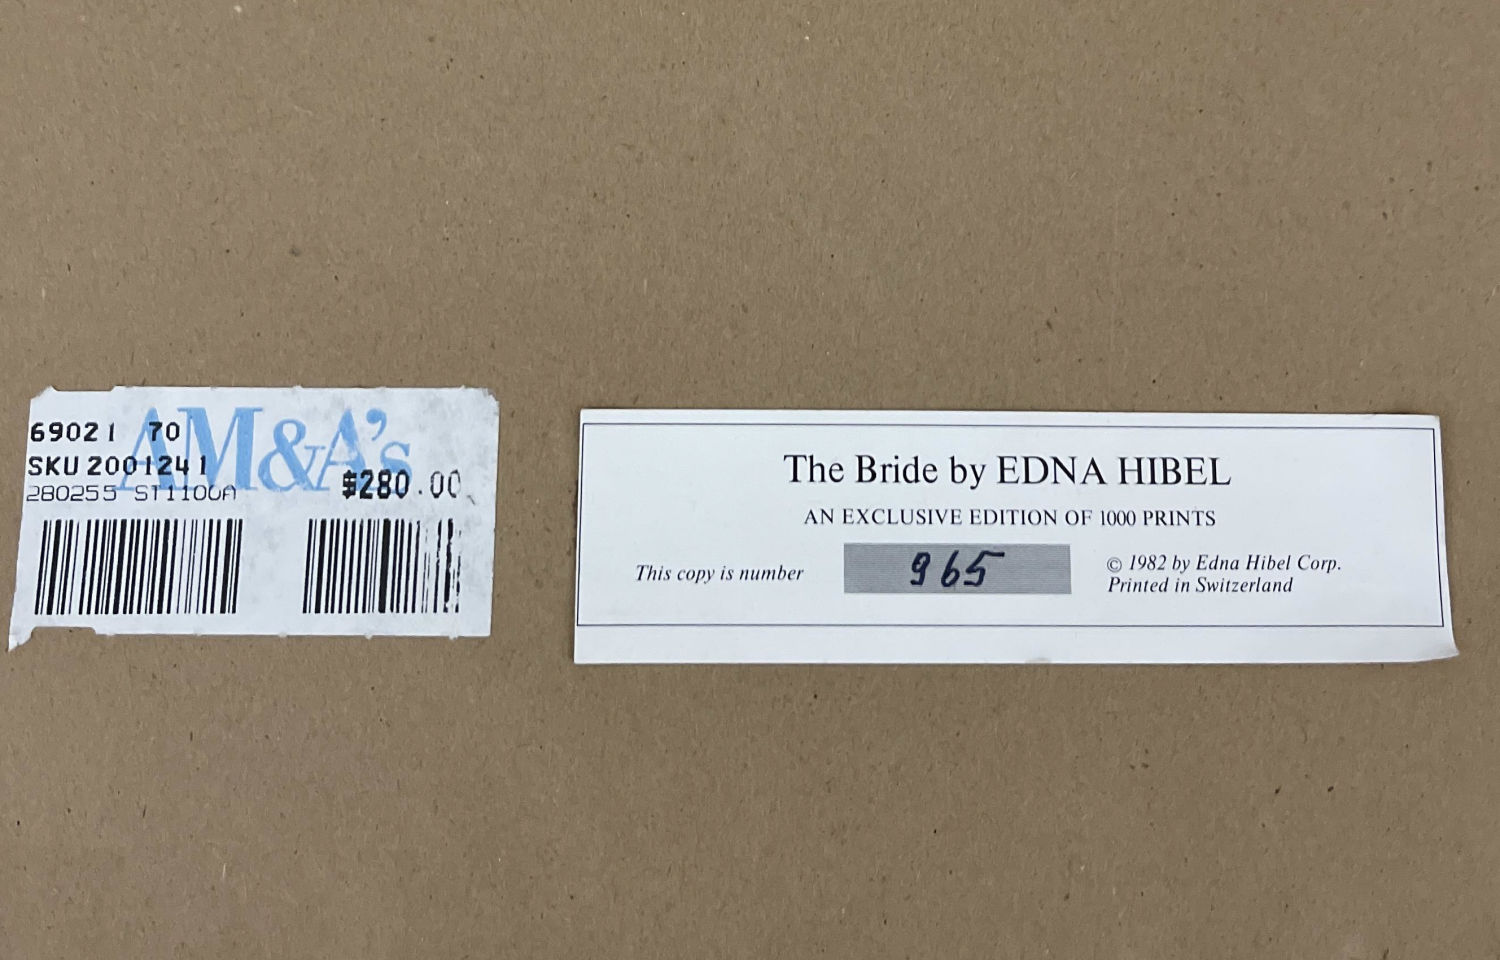 AM&A's
69021 70
SKU 2001241
280255 ST1100A
$280.00
The Bride by EDNA HIBEL
AN EXCLUSIVE EDITION OF 1000 PRINTS
This copy is number 965
© 1982 by Edna Hibel Corp.
Printed in Switzerland